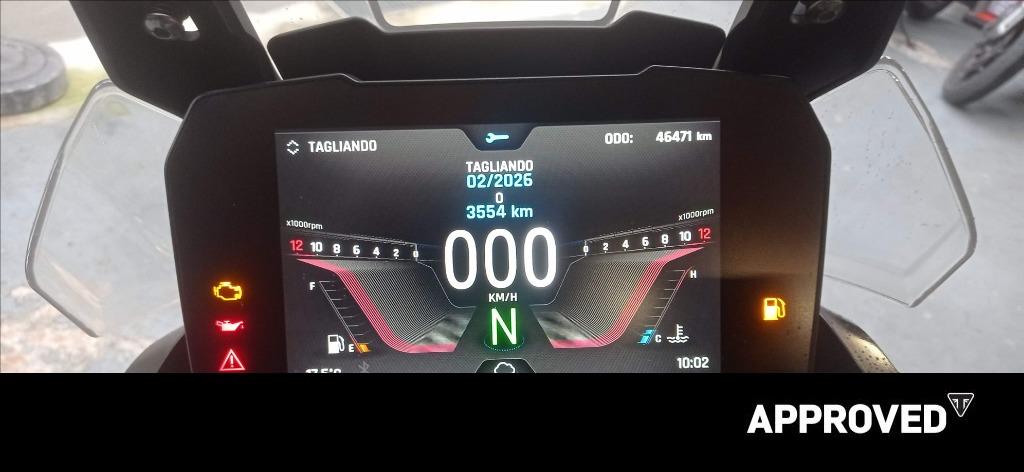 TAGLIANDO
ODO: 46471 km
TAGLIANDO
02/2026
0
3554 km
x1000rpm
x1000rpm
12 10 8 6 4 2 0
0 2 4 6 8 10 12
000
KM/H
N
F
H
E
C
10:02
APPROVED